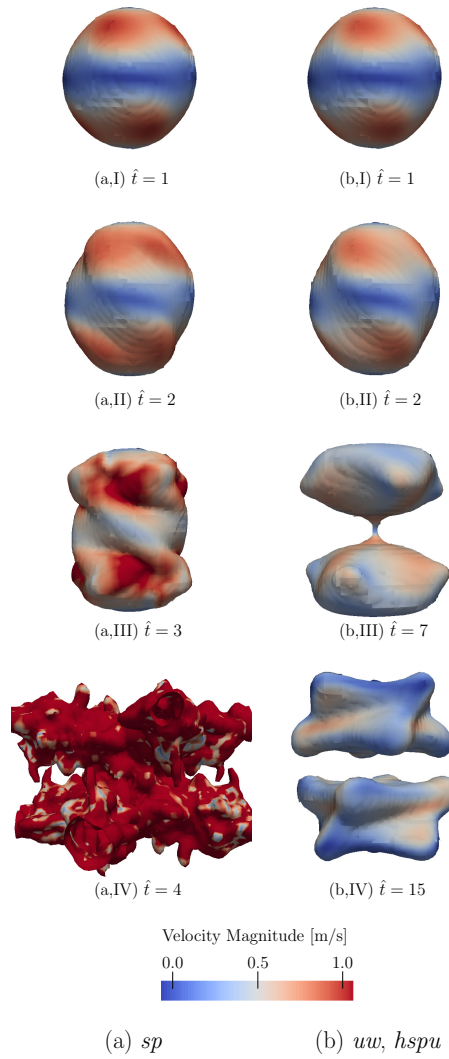 (a,I) t̂ = 1 (b,I) t̂ = 1
(a,II) t̂ = 2 (b,II) t̂ = 2
(a,III) t̂ = 3 (b,III) t̂ = 7
(a,IV) t̂ = 4 (b,IV) t̂ = 15
Velocity Magnitude [m/s]
0.0 0.5 1.0
(a) sp (b) uw, hspu